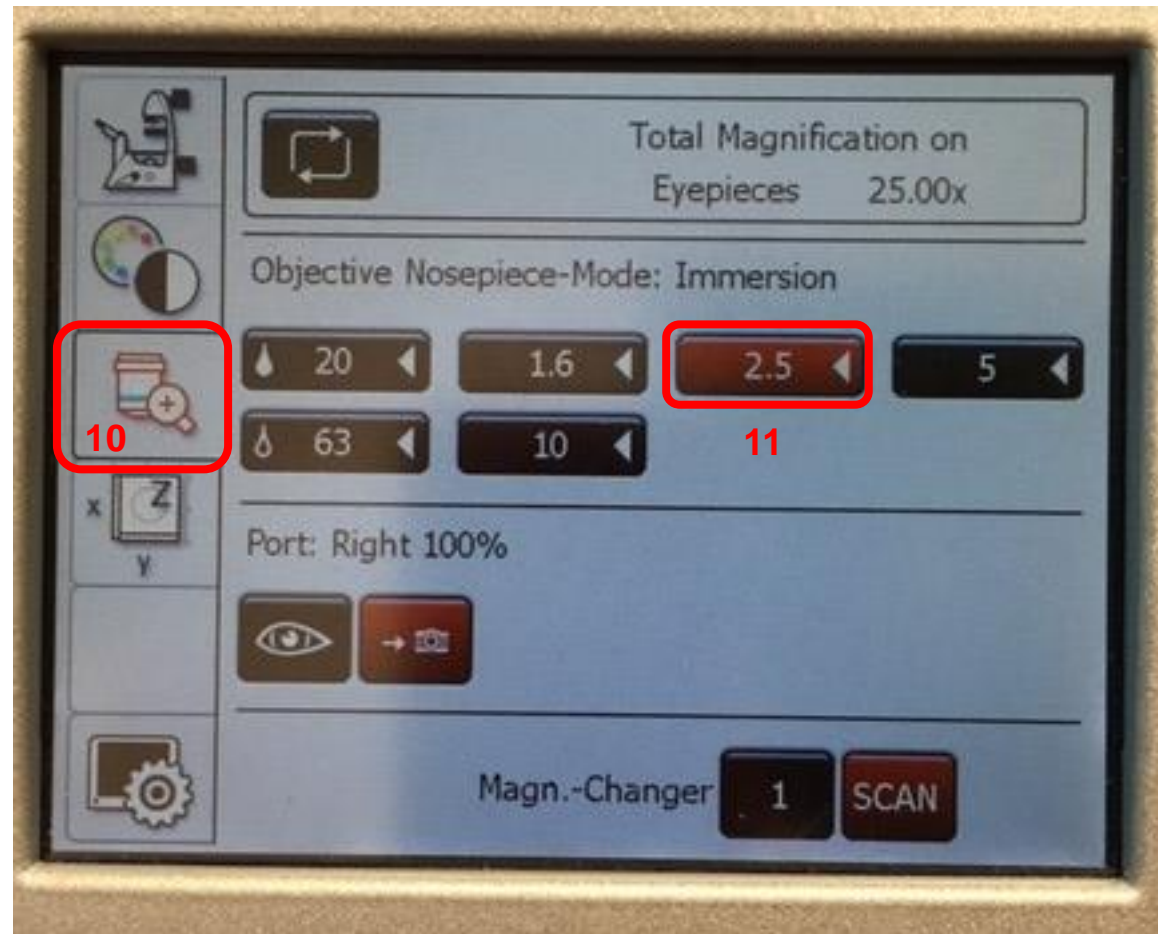 Total Magnification on
Eyepieces 25.00x
Objective Nosepiece-Mode: Immersion
20 1.6 2.5 5
63 10
10 11
x Z
y
Port: Right 100%
Magn.-Changer 1 SCAN